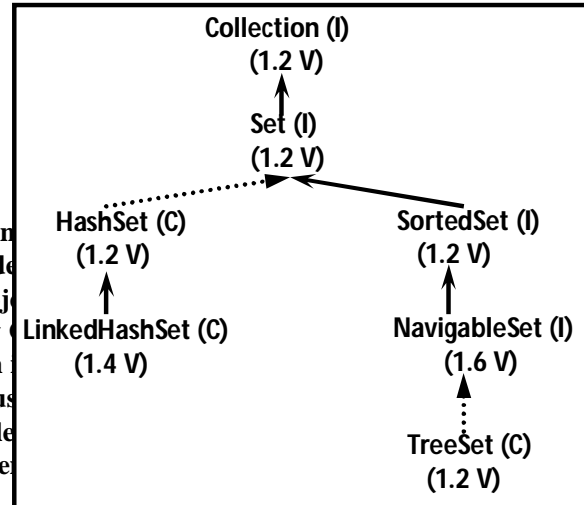 Collection (I)
(1.2 V)
Set (I)
(1.2 V)
HashSet (C)
(1.2 V)
SortedSet (I)
(1.2 V)
LinkedHashSet (C)
(1.4 V)
NavigableSet (I)
(1.6 V)
TreeSet (C)
(1.2 V)